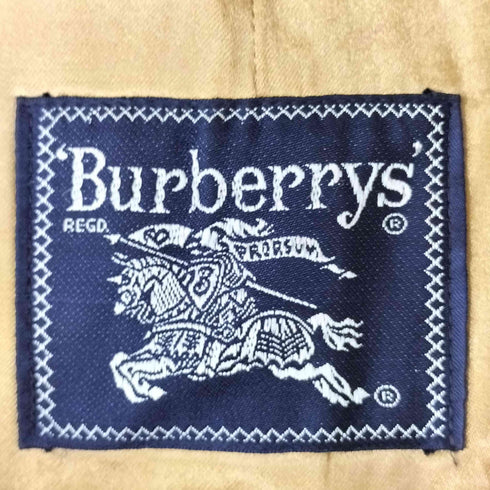 'Burberrys'
REGD. ®
PRORSUM
B
®